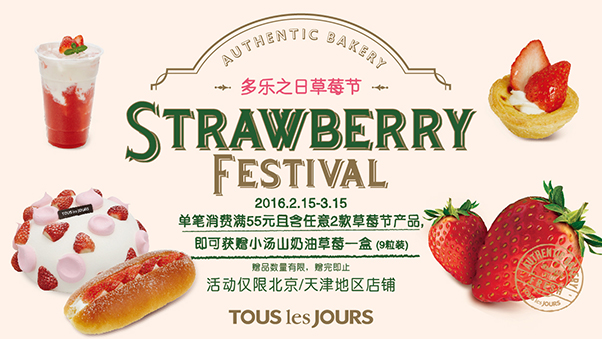 AUTHENTIC BAKERY
多乐之日草莓节
STRAWBERRY
FESTIVAL
2016.2.15-3.15
单笔消费满55元且含任意2款草莓节产品,
即可获赠小汤山奶油草莓一盒 (9粒装)
赠品数量有限，赠完即止
活动仅限北京/天津地区店铺
TOUS les JOURS
TOUS les JOURS
AUTHENTIC
les JOURS